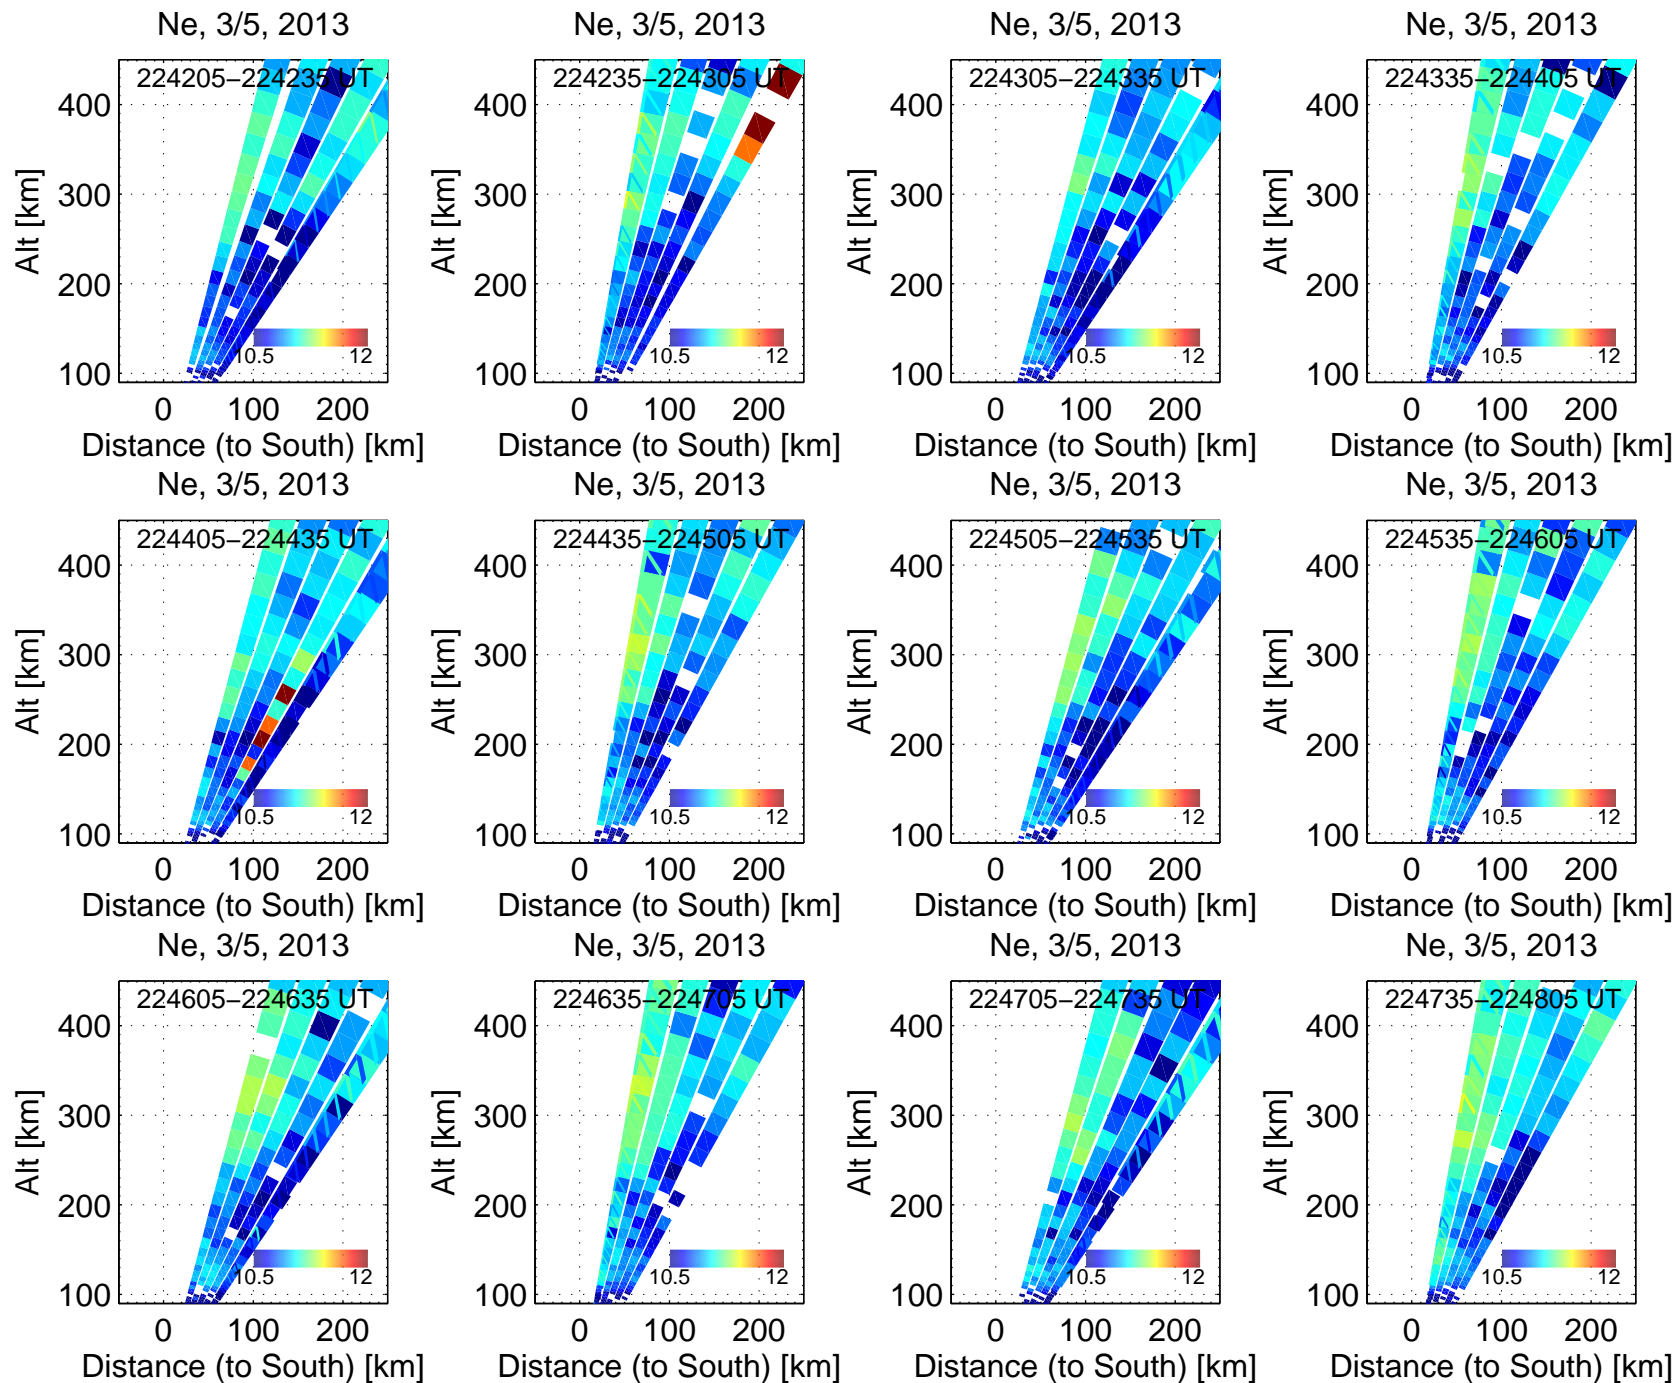 Ne, 3/5, 2013 Ne, 3/5, 2013 Ne, 3/5, 2013 Ne, 3/5, 2013
224205−224235 UT 224235−224305 UT 224305−224335 UT 224335−224405 UT
400 400 400 400
300 300 300 300
Alt [km] Alt [km] Alt [km] Alt [km]
200 200 200 200
10.5 12 10.5 12 10.5 12 10.5 12
100 100 100 100
0 100 200 0 100 200 0 100 200 0 100 200
Distance (to South) [km] Distance (to South) [km] Distance (to South) [km] Distance (to South) [km]
Ne, 3/5, 2013 Ne, 3/5, 2013 Ne, 3/5, 2013 Ne, 3/5, 2013
224405−224435 UT 224435−224505 UT 224505−224535 UT 224535−224605 UT
400 400 400 400
300 300 300 300
Alt [km] Alt [km] Alt [km] Alt [km]
200 200 200 200
10.5 12 10.5 12 10.5 12 10.5 12
100 100 100 100
0 100 200 0 100 200 0 100 200 0 100 200
Distance (to South) [km] Distance (to South) [km] Distance (to South) [km] Distance (to South) [km]
Ne, 3/5, 2013 Ne, 3/5, 2013 Ne, 3/5, 2013 Ne, 3/5, 2013
224605−224635 UT 224635−224705 UT 224705−224735 UT 224735−224805 UT
400 400 400 400
300 300 300 300
Alt [km] Alt [km] Alt [km] Alt [km]
200 200 200 200
10.5 12 10.5 12 10.5 12 10.5 12
100 100 100 100
0 100 200 0 100 200 0 100 200 0 100 200
Distance (to South) [km] Distance (to South) [km] Distance (to South) [km] Distance (to South) [km]